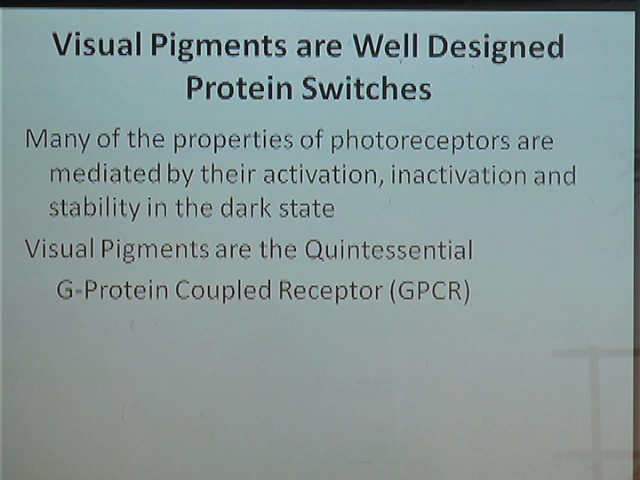 Visual Pigments are Well Designed
Protein Switches
Many of the properties of photoreceptors are
mediated by their activation, inactivation and
stability in the dark state
Visual Pigments are the Quintessential
G-Protein Coupled Receptor (GPCR)